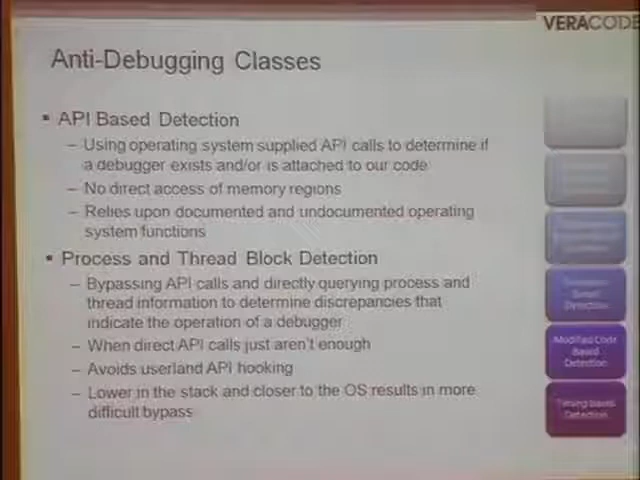 VERACODE
Anti-Debugging Classes
▪ API Based Detection
– Using operating system supplied API calls to determine if
a debugger exists and/or is attached to our code
– No direct access of memory regions
– Relies upon documented and undocumented operating
system functions
▪ Process and Thread Block Detection
– Bypassing API calls and directly querying process and
thread information to determine discrepancies that
indicate the operation of a debugger
– When direct API calls just aren't enough
– Avoids userland API hooking
– Lower in the stack and closer to the OS results in more
difficult bypass
Based
Detection
Modified Code
Based
Detection
Timing Based
Detection